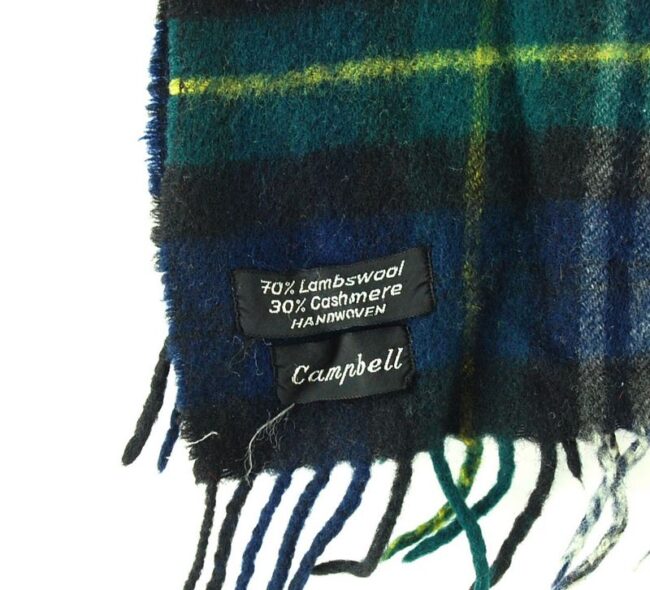 70% Lambswool
30% Cashmere
HANDWOVEN
Campbell